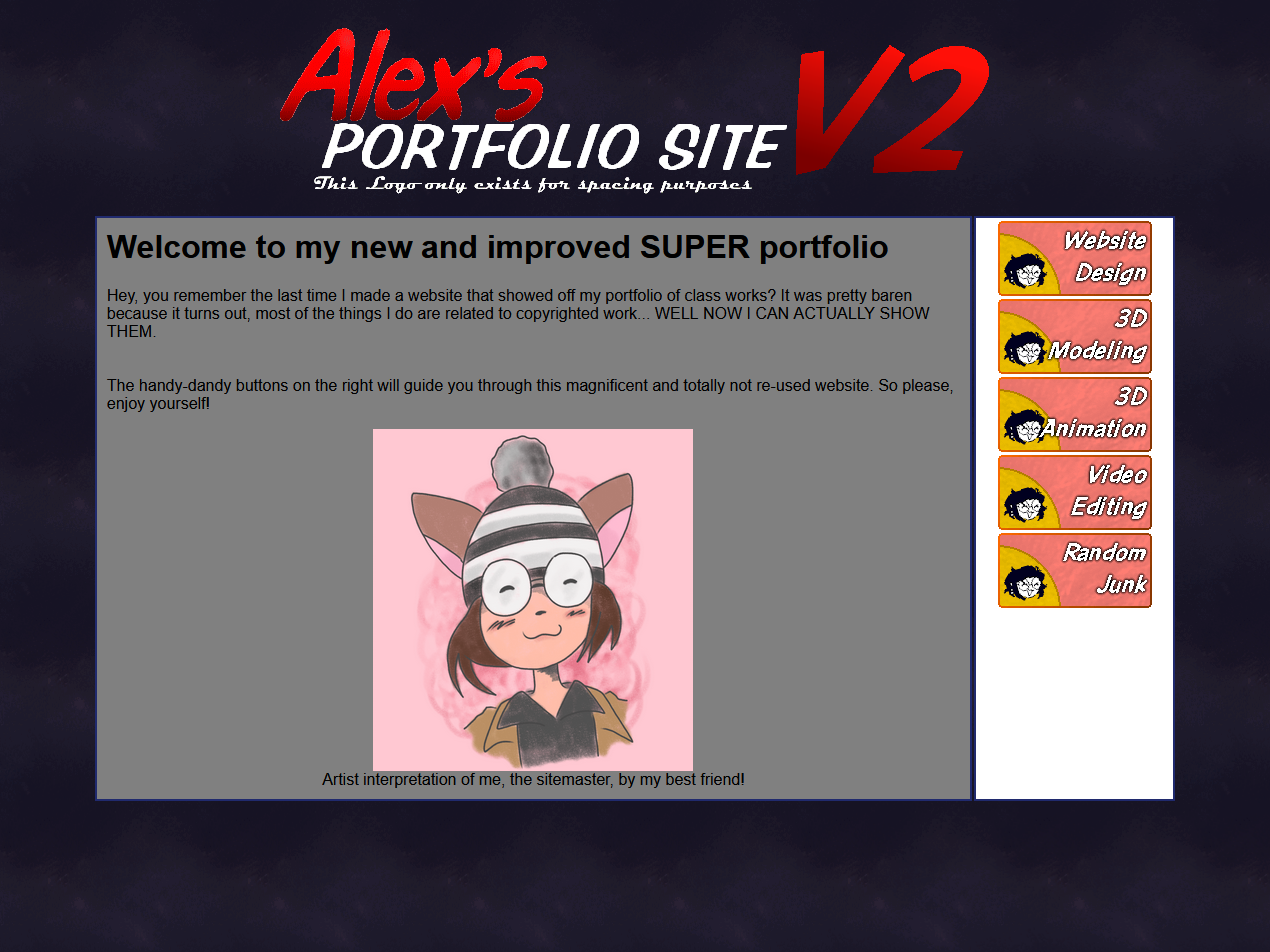 Alex's
PORTFOLIO SITE V2
This Logo only exists for spacing purposes
Welcome to my new and improved SUPER portfolio
Hey, you remember the last time I made a website that showed off my portfolio of class works? It was pretty baren
because it turns out, most of the things I do are related to copyrighted work... WELL NOW I CAN ACTUALLY SHOW
THEM.
The handy-dandy buttons on the right will guide you through this magnificent and totally not re-used website. So please,
enjoy yourself!
Artist interpretation of me, the sitemaster, by my best friend!
Website
Design
3D
Modeling
3D
Animation
Video
Editing
Random
Junk